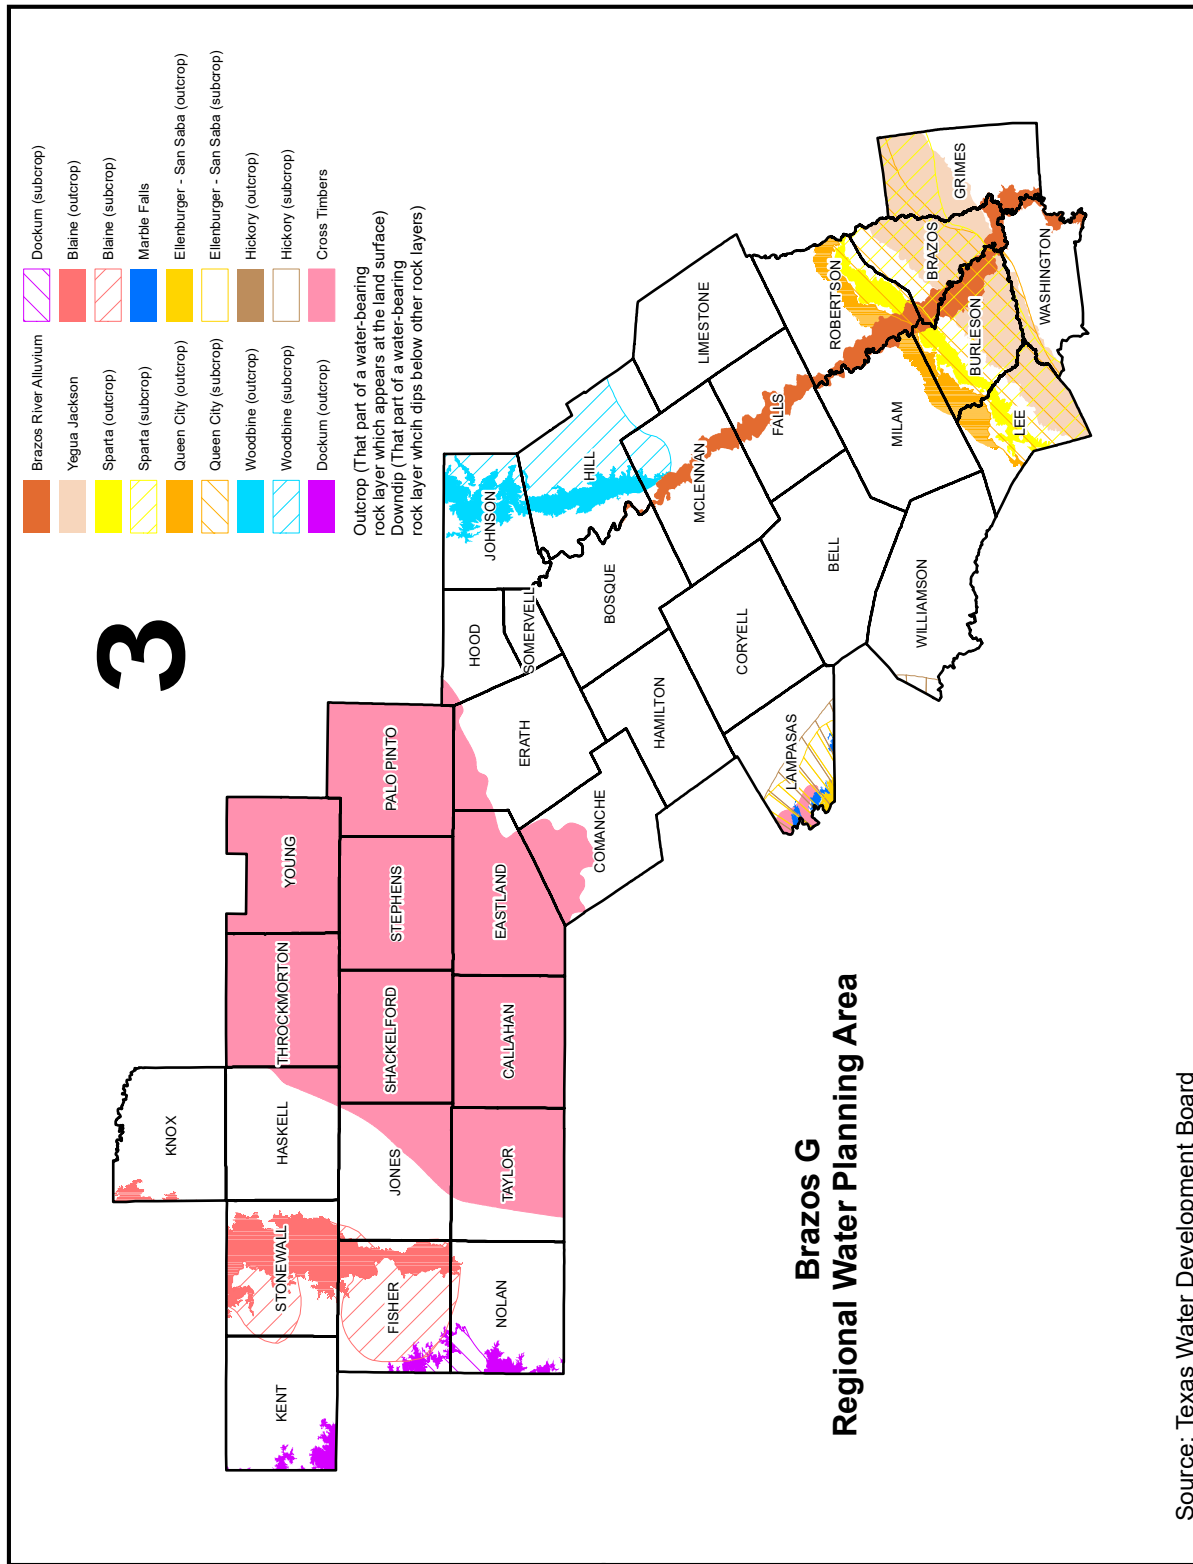 3
Brazos River Alluvium
Yegua Jackson
Sparta (outcrop)
Sparta (subcrop)
Queen City (outcrop)
Queen City (subcrop)
Woodbine (outcrop)
Woodbine (subcrop)
Dockum (outcrop)
Dockum (subcrop)
Blaine (outcrop)
Blaine (subcrop)
Marble Falls
Ellenburger - San Saba (outcrop)
Ellenburger - San Saba (subcrop)
Hickory (outcrop)
Hickory (subcrop)
Cross Timbers
Outcrop (That part of a water-bearing
rock layer which appears at the land surface)
Downdip (That part of a water-bearing
rock layer whcih dips below other rock layers)
KNOX
KENT
STONEWALL
HASKELL
THROCKMORTON
YOUNG
FISHER
JONES
SHACKELFORD
STEPHENS
PALO PINTO
NOLAN
TAYLOR
CALLAHAN
EASTLAND
ERATH
HOOD
JOHNSON
SOMERVELL
COMANCHE
BOSQUE
HILL
HAMILTON
MCLENNAN
LIMESTONE
LAMPASAS
CORYELL
FALLS
BELL
ROBERTSON
MILAM
WILLIAMSON
BRAZOS
GRIMES
BURLESON
LEE
WASHINGTON
Brazos G
Regional Water Planning Area
Source: Texas Water Development Board